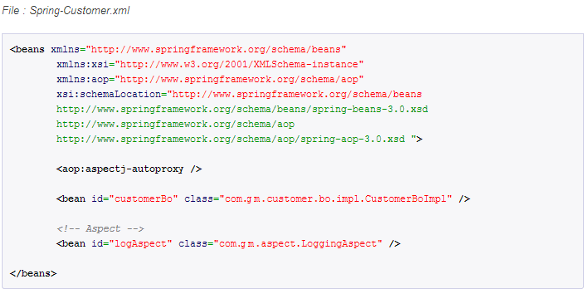 File : Spring-Customer.xml
<beans xmlns="http://www.springframework.org/schema/beans"
xmlns:xsi="http://www.w3.org/2001/XMLSchema-instance"
xmlns:aop="http://www.springframework.org/schema/aop"
xsi:schemaLocation="http://www.springframework.org/schema/beans
http://www.springframework.org/schema/beans/spring-beans-3.0.xsd
http://www.springframework.org/schema/aop
http://www.springframework.org/schema/aop/spring-aop-3.0.xsd ">
<aop:aspectj-autoproxy />
<bean id="customerBo" class="com.gm.customer.bo.impl.CustomerBoImpl" />
<!-- Aspect -->
<bean id="logAspect" class="com.gm.aspect.LoggingAspect" />
</beans>